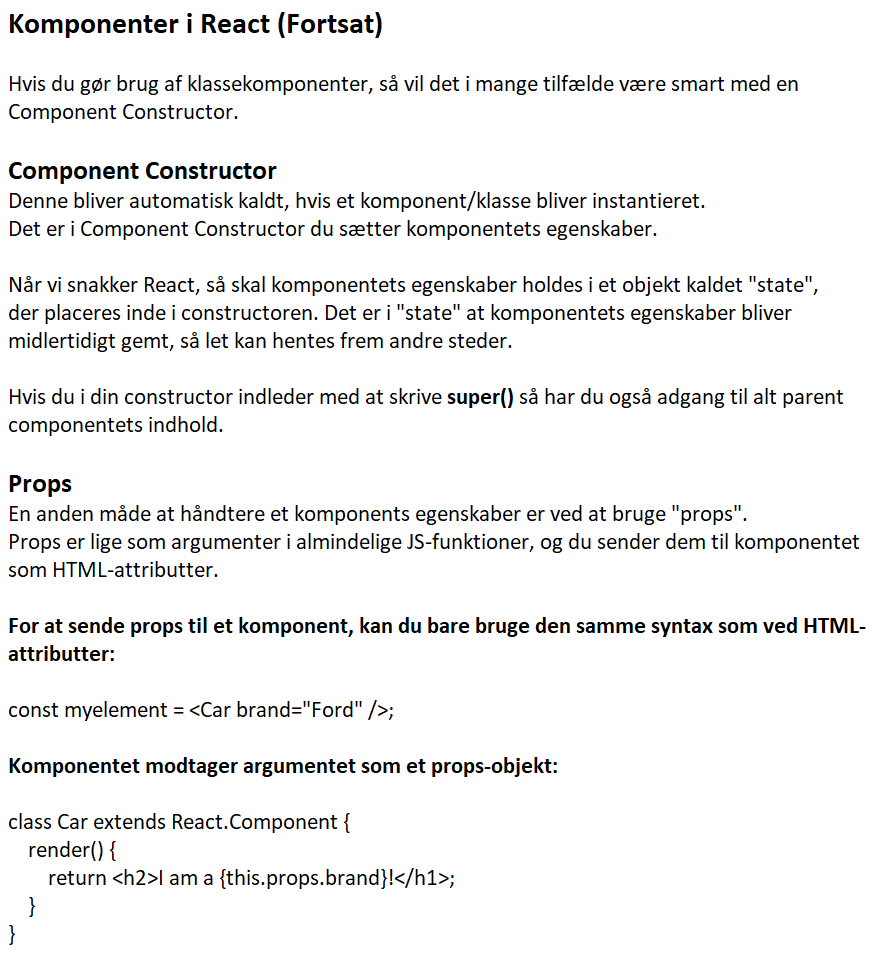 Komponenter i React (Fortsat)
Hvis du gør brug af klassekomponenter, så vil det i mange tilfælde være smart med en
Component Constructor.
Component Constructor
Denne bliver automatisk kaldt, hvis et komponent/klasse bliver instantieret.
Det er i Component Constructor du sætter komponentets egenskaber.
Når vi snakker React, så skal komponentets egenskaber holdes i et objekt kaldet "state",
der placeres inde i constructoren. Det er i "state" at komponentets egenskaber bliver
midlertidigt gemt, så let kan hentes frem andre steder.
Hvis du i din constructor indleder med at skrive super() så har du også adgang til alt parent
componentets indhold.
Props
En anden måde at håndtere et komponents egenskaber er ved at bruge "props".
Props er lige som argumenter i almindelige JS-funktioner, og du sender dem til komponentet
som HTML-attributter.
For at sende props til et komponent, kan du bare bruge den samme syntax som ved HTML-
attributter:
const myelement = <Car brand="Ford" />;
Komponentet modtager argumentet som et props-objekt:
class Car extends React.Component {
render() {
return <h2>I am a {this.props.brand}!</h1>;
}
}